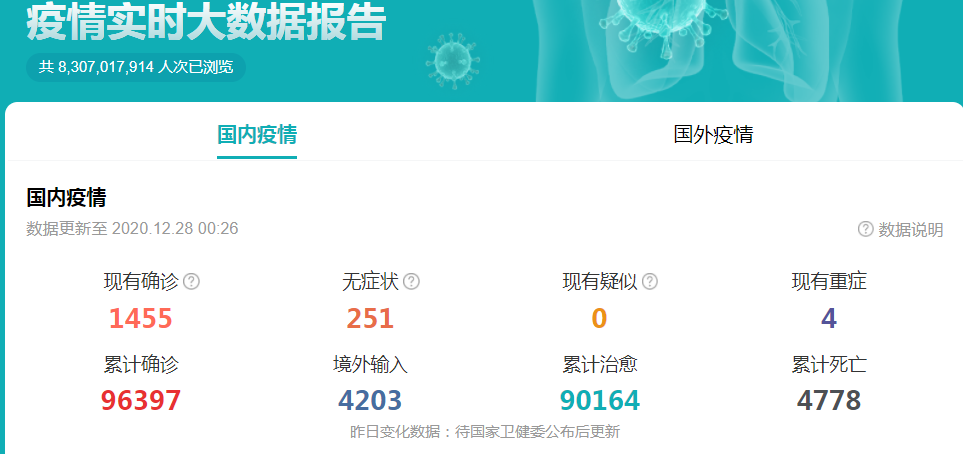 疫情实时大数据报告
共 8,307,017,914 人次已浏览
国内疫情 国外疫情
国内疫情
数据更新至 2020.12.28 00:26 ? 数据说明
现有确诊 ? 无症状 ? 现有疑似 ? 现有重症
1455 251 0 4
累计确诊 境外输入 累计治愈 累计死亡
96397 4203 90164 4778
昨日变化数据：待国家卫健委公布后更新